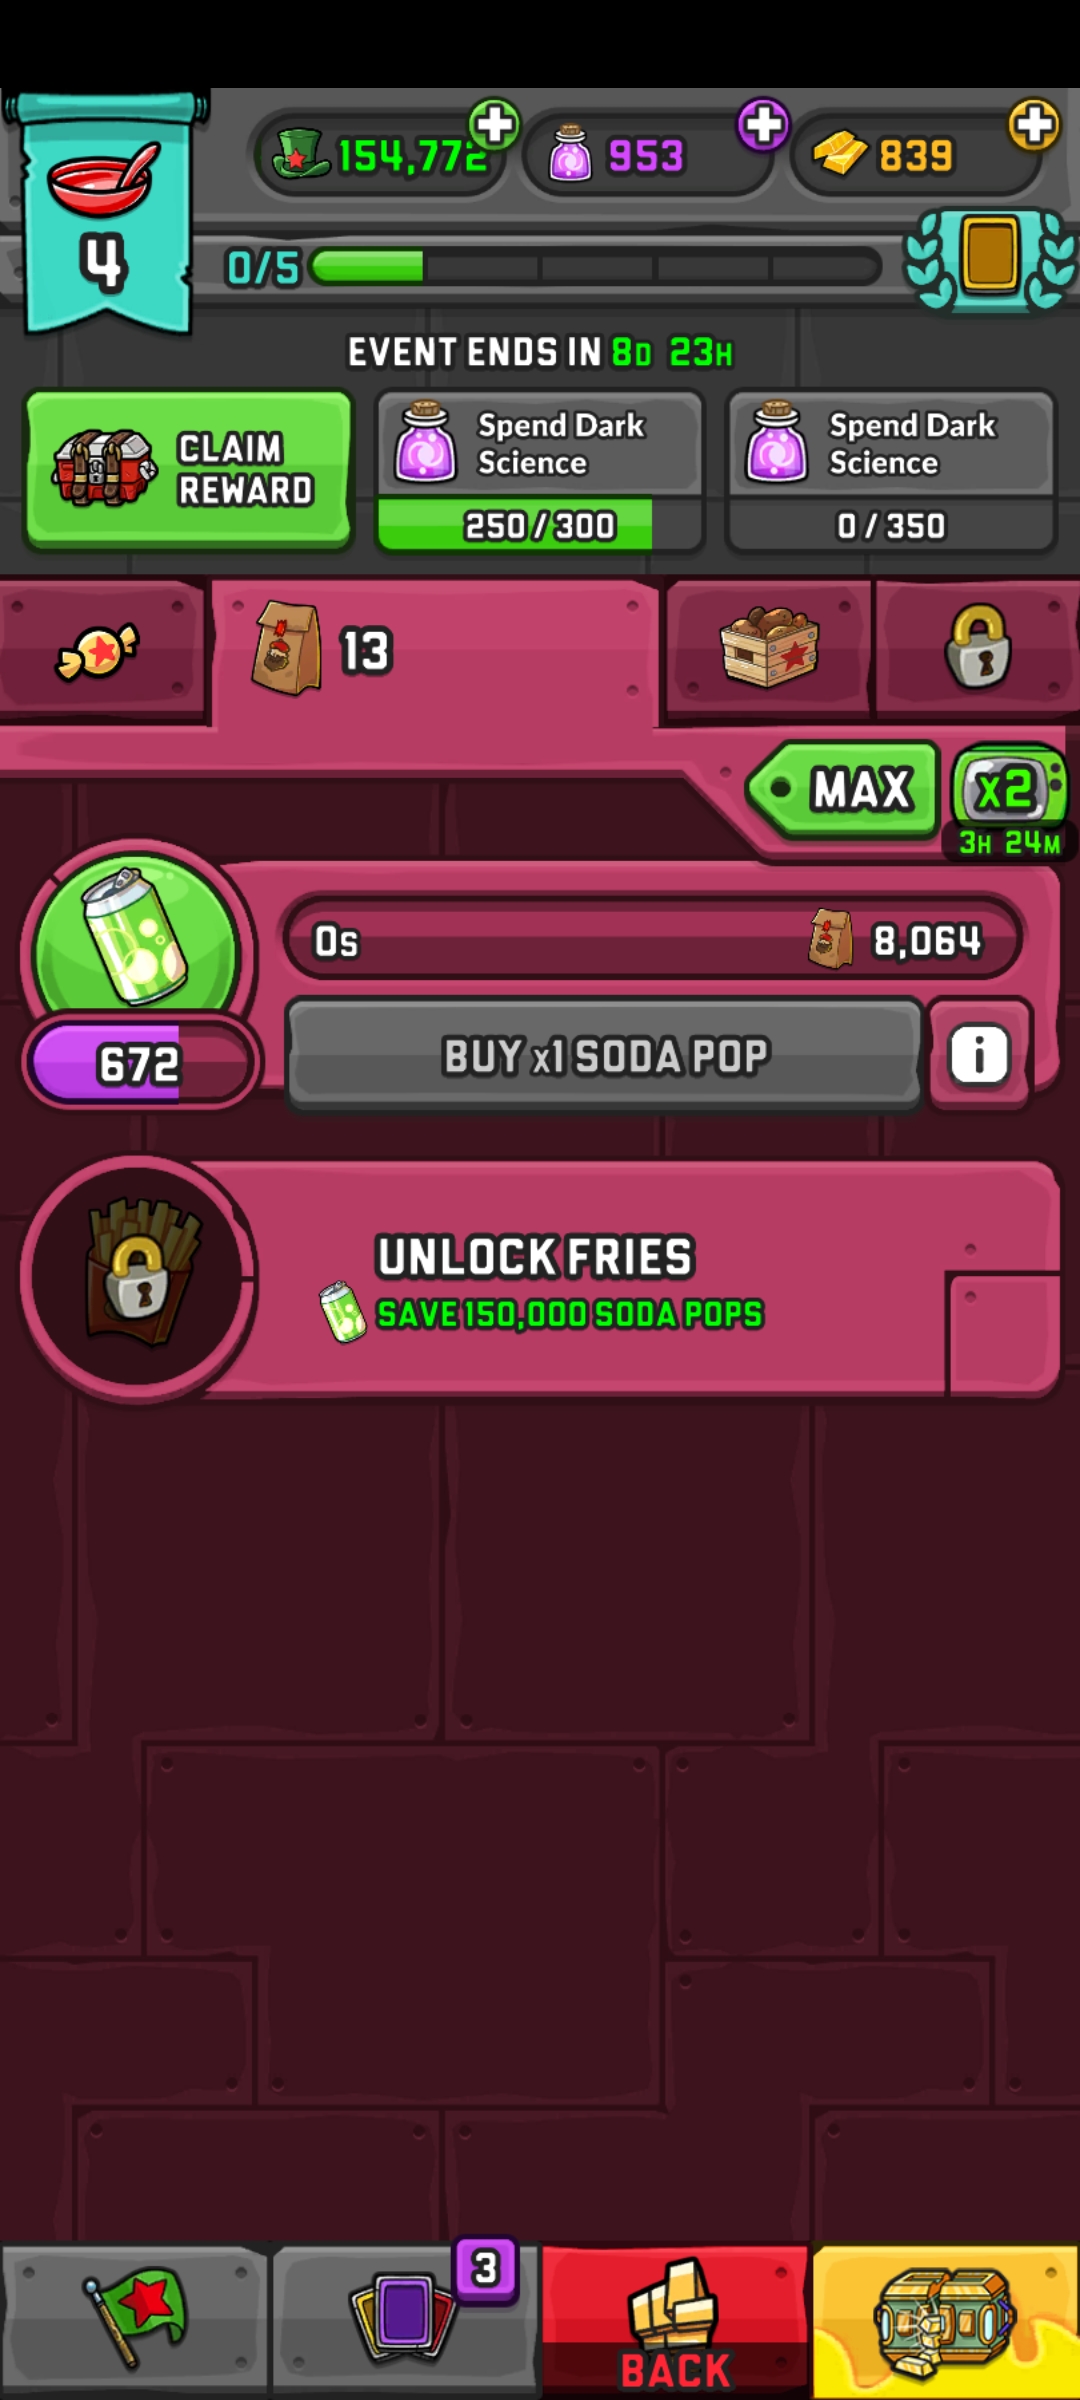 154,772
953
839
4
0/5
EVENT ENDS IN 8D 23H
CLAIM
REWARD
Spend Dark
Science
250/300
Spend Dark
Science
0/350
13
MAX
x2
3H 24M
0s
8,064
672
BUY x1 SODA POP
i
UNLOCK FRIES
SAVE 150,000 SODA POPS
3
BACK